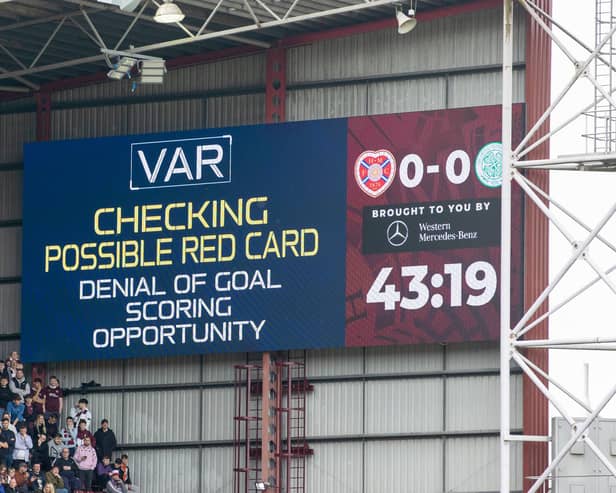 VAR
CHECKING
POSSIBLE RED CARD
DENIAL OF GOAL
SCORING
OPPORTUNITY
H·M
F C
1874
0-0
BROUGHT TO YOU BY
Western
Mercedes-Benz
43:19